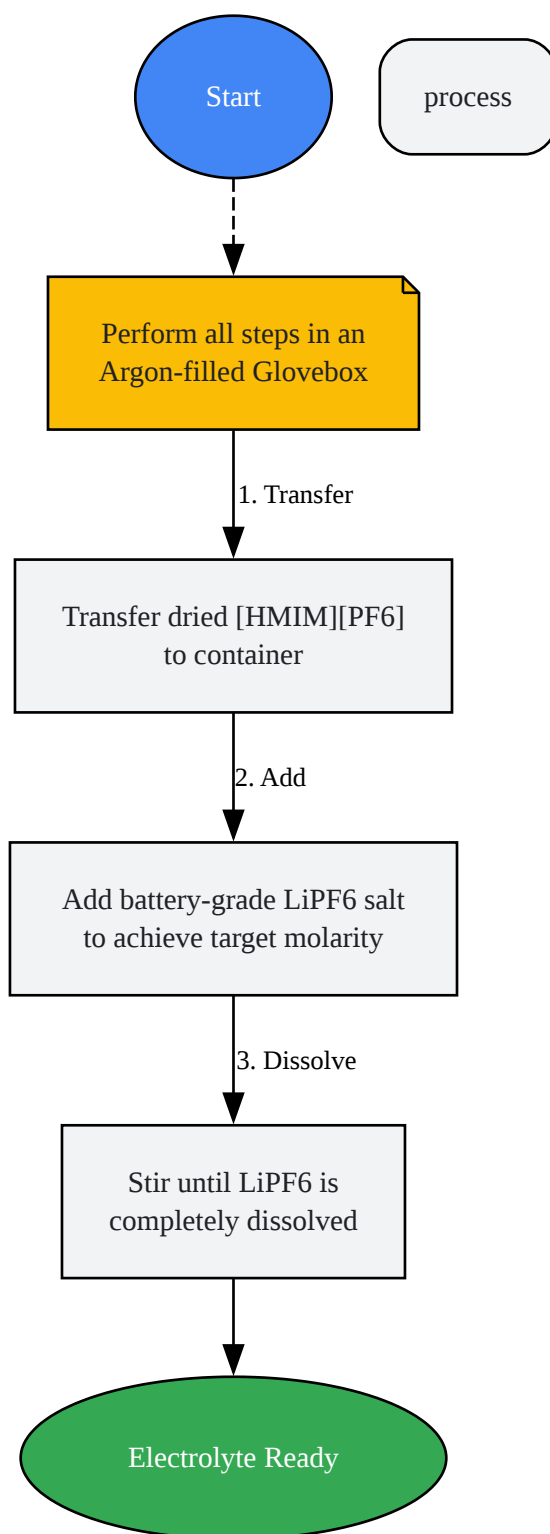 Start
process
Perform all steps in an
Argon-filled Glovebox
1. Transfer
Transfer dried [HMIM][PF6]
to container
2. Add
Add battery-grade LiPF6 salt
to achieve target molarity
3. Dissolve
Stir until LiPF6 is
completely dissolved
Electrolyte Ready